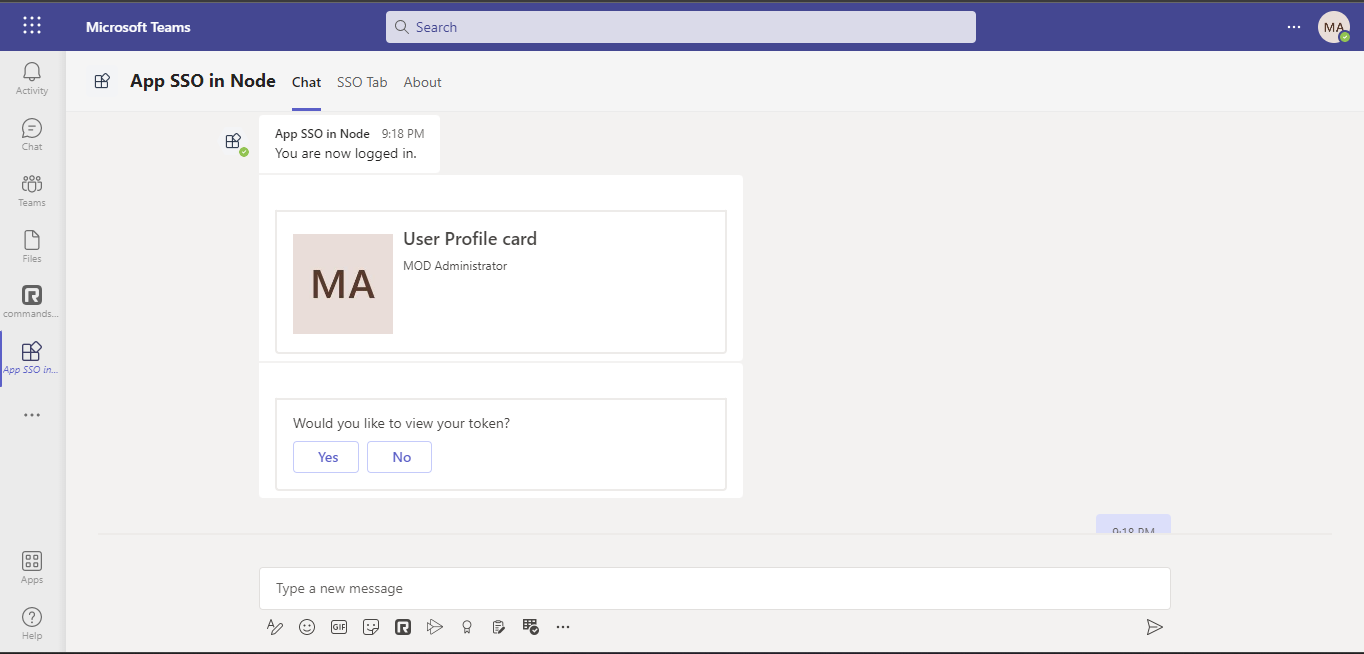 Microsoft Teams
Search
MA
Activity
Chat
Teams
Files
commands...
App SSO in...
Apps
Help
App SSO in Node Chat SSO Tab About
App SSO in Node 9:18 PM
You are now logged in.
MA
User Profile card
MOD Administrator
Would you like to view your token?
Yes No
9:18 PM
Type a new message
GIF